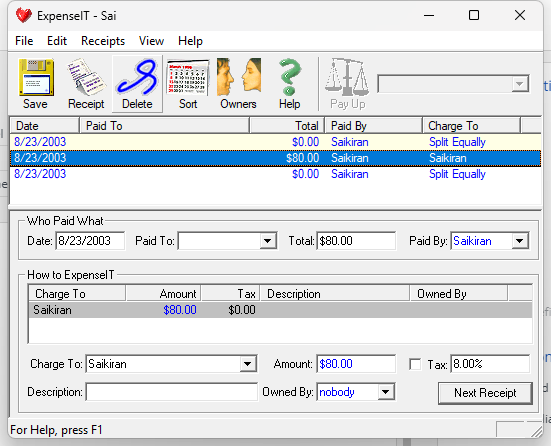 ExpenseIT - Sai
File Edit Receipts View Help
Save Receipt Delete Sort Owners Help Pay Up
Date Paid To Total Paid By Charge To
8/23/2003 $0.00 Saikiran Split Equally
8/23/2003 $80.00 Saikiran Saikiran
8/23/2003 $0.00 Saikiran Split Equally
Who Paid What
Date: 8/23/2003 Paid To: Total: $80.00 Paid By: Saikiran
How to ExpenseIT
Charge To Amount Tax Description Owned By
Saikiran $80.00 $0.00
Charge To: Saikiran Amount: $80.00 Tax: 8.00%
Description: Owned By: nobody Next Receipt
For Help, press F1